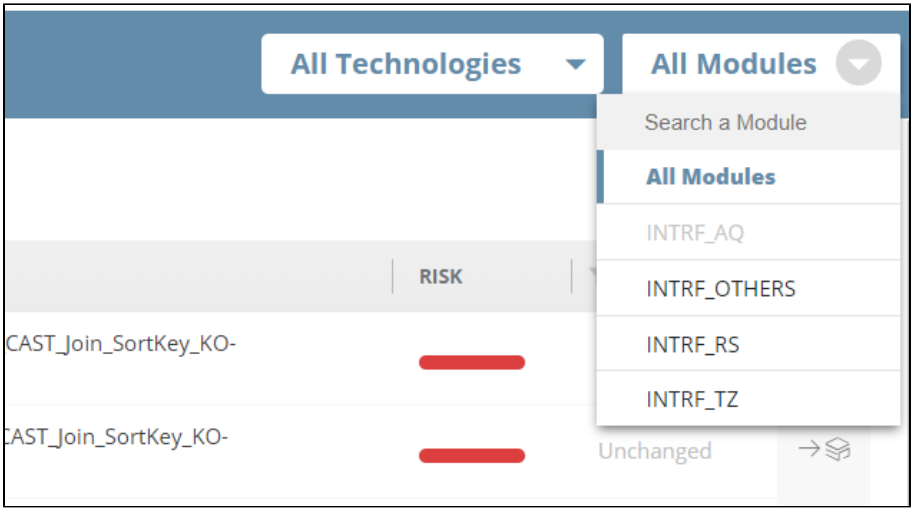 All Technologies
All Modules
Search a Module
All Modules
INTRF_AQ
INTRF_OTHERS
INTRF_RS
INTRF_TZ
RISK
CAST_Join_SortKey_KO-
CAST_Join_SortKey_KO-
Unchanged